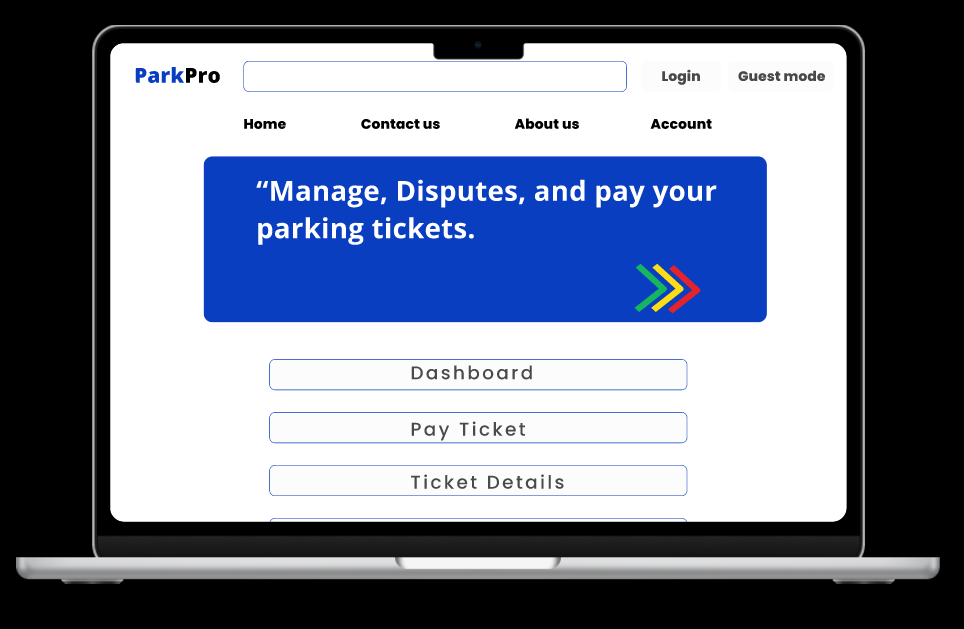 ParkPro
Login
Guest mode
Home
Contact us
About us
Account
“Manage, Disputes, and pay your
parking tickets.
Dashboard
Pay Ticket
Ticket Details